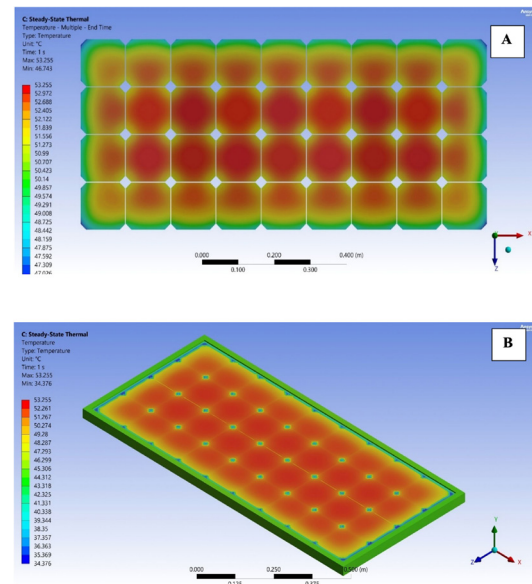 C: Steady-State Thermal
Temperature - Multiple - End Time
Type: Temperature
Unit: °C
Time: 1 s
Max: 53.255
Min: 46.743
53.255
52.972
52.688
52.405
52.122
51.839
51.556
51.273
50.99
50.707
50.423
50.14
49.857
49.574
49.291
49.008
48.725
48.442
48.159
47.875
47.592
47.309
47.026
A
0.000
0.200
0.400 (m)
0.100
0.300
X
Z
C: Steady-State Thermal
Temperature
Type: Temperature
Unit: °C
Time: 1 s
Max: 53.255
Min: 34.376
53.255
52.261
51.267
50.274
49.28
48.287
47.293
46.299
45.306
44.312
43.318
42.325
41.331
40.338
39.344
38.35
37.357
36.363
35.369
34.376
B
0.000
0.500 (m)
0.125
0.375
Y
Z
X